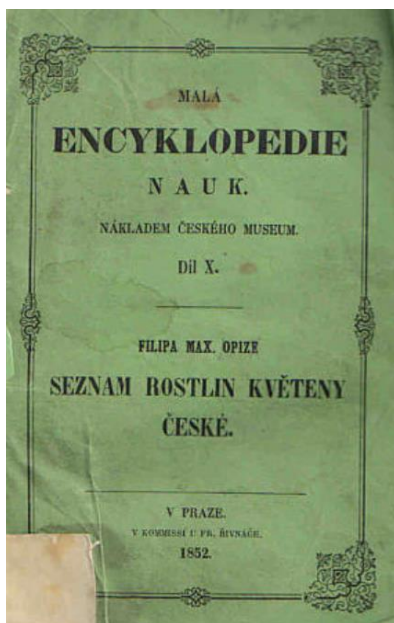 MALÁ
ENCYKLOPEDIE
NAUK.
NÁKLADEM ČESKÉHO MUSEUM.
Díl X.
FILIPA MAX. OPIZE
SEZNAM ROSTLIN KVĚTENY
ČESKÉ.
V PRAZE.
V KOMMISSÍ U FR. ŘIVNÁČE.
1852.